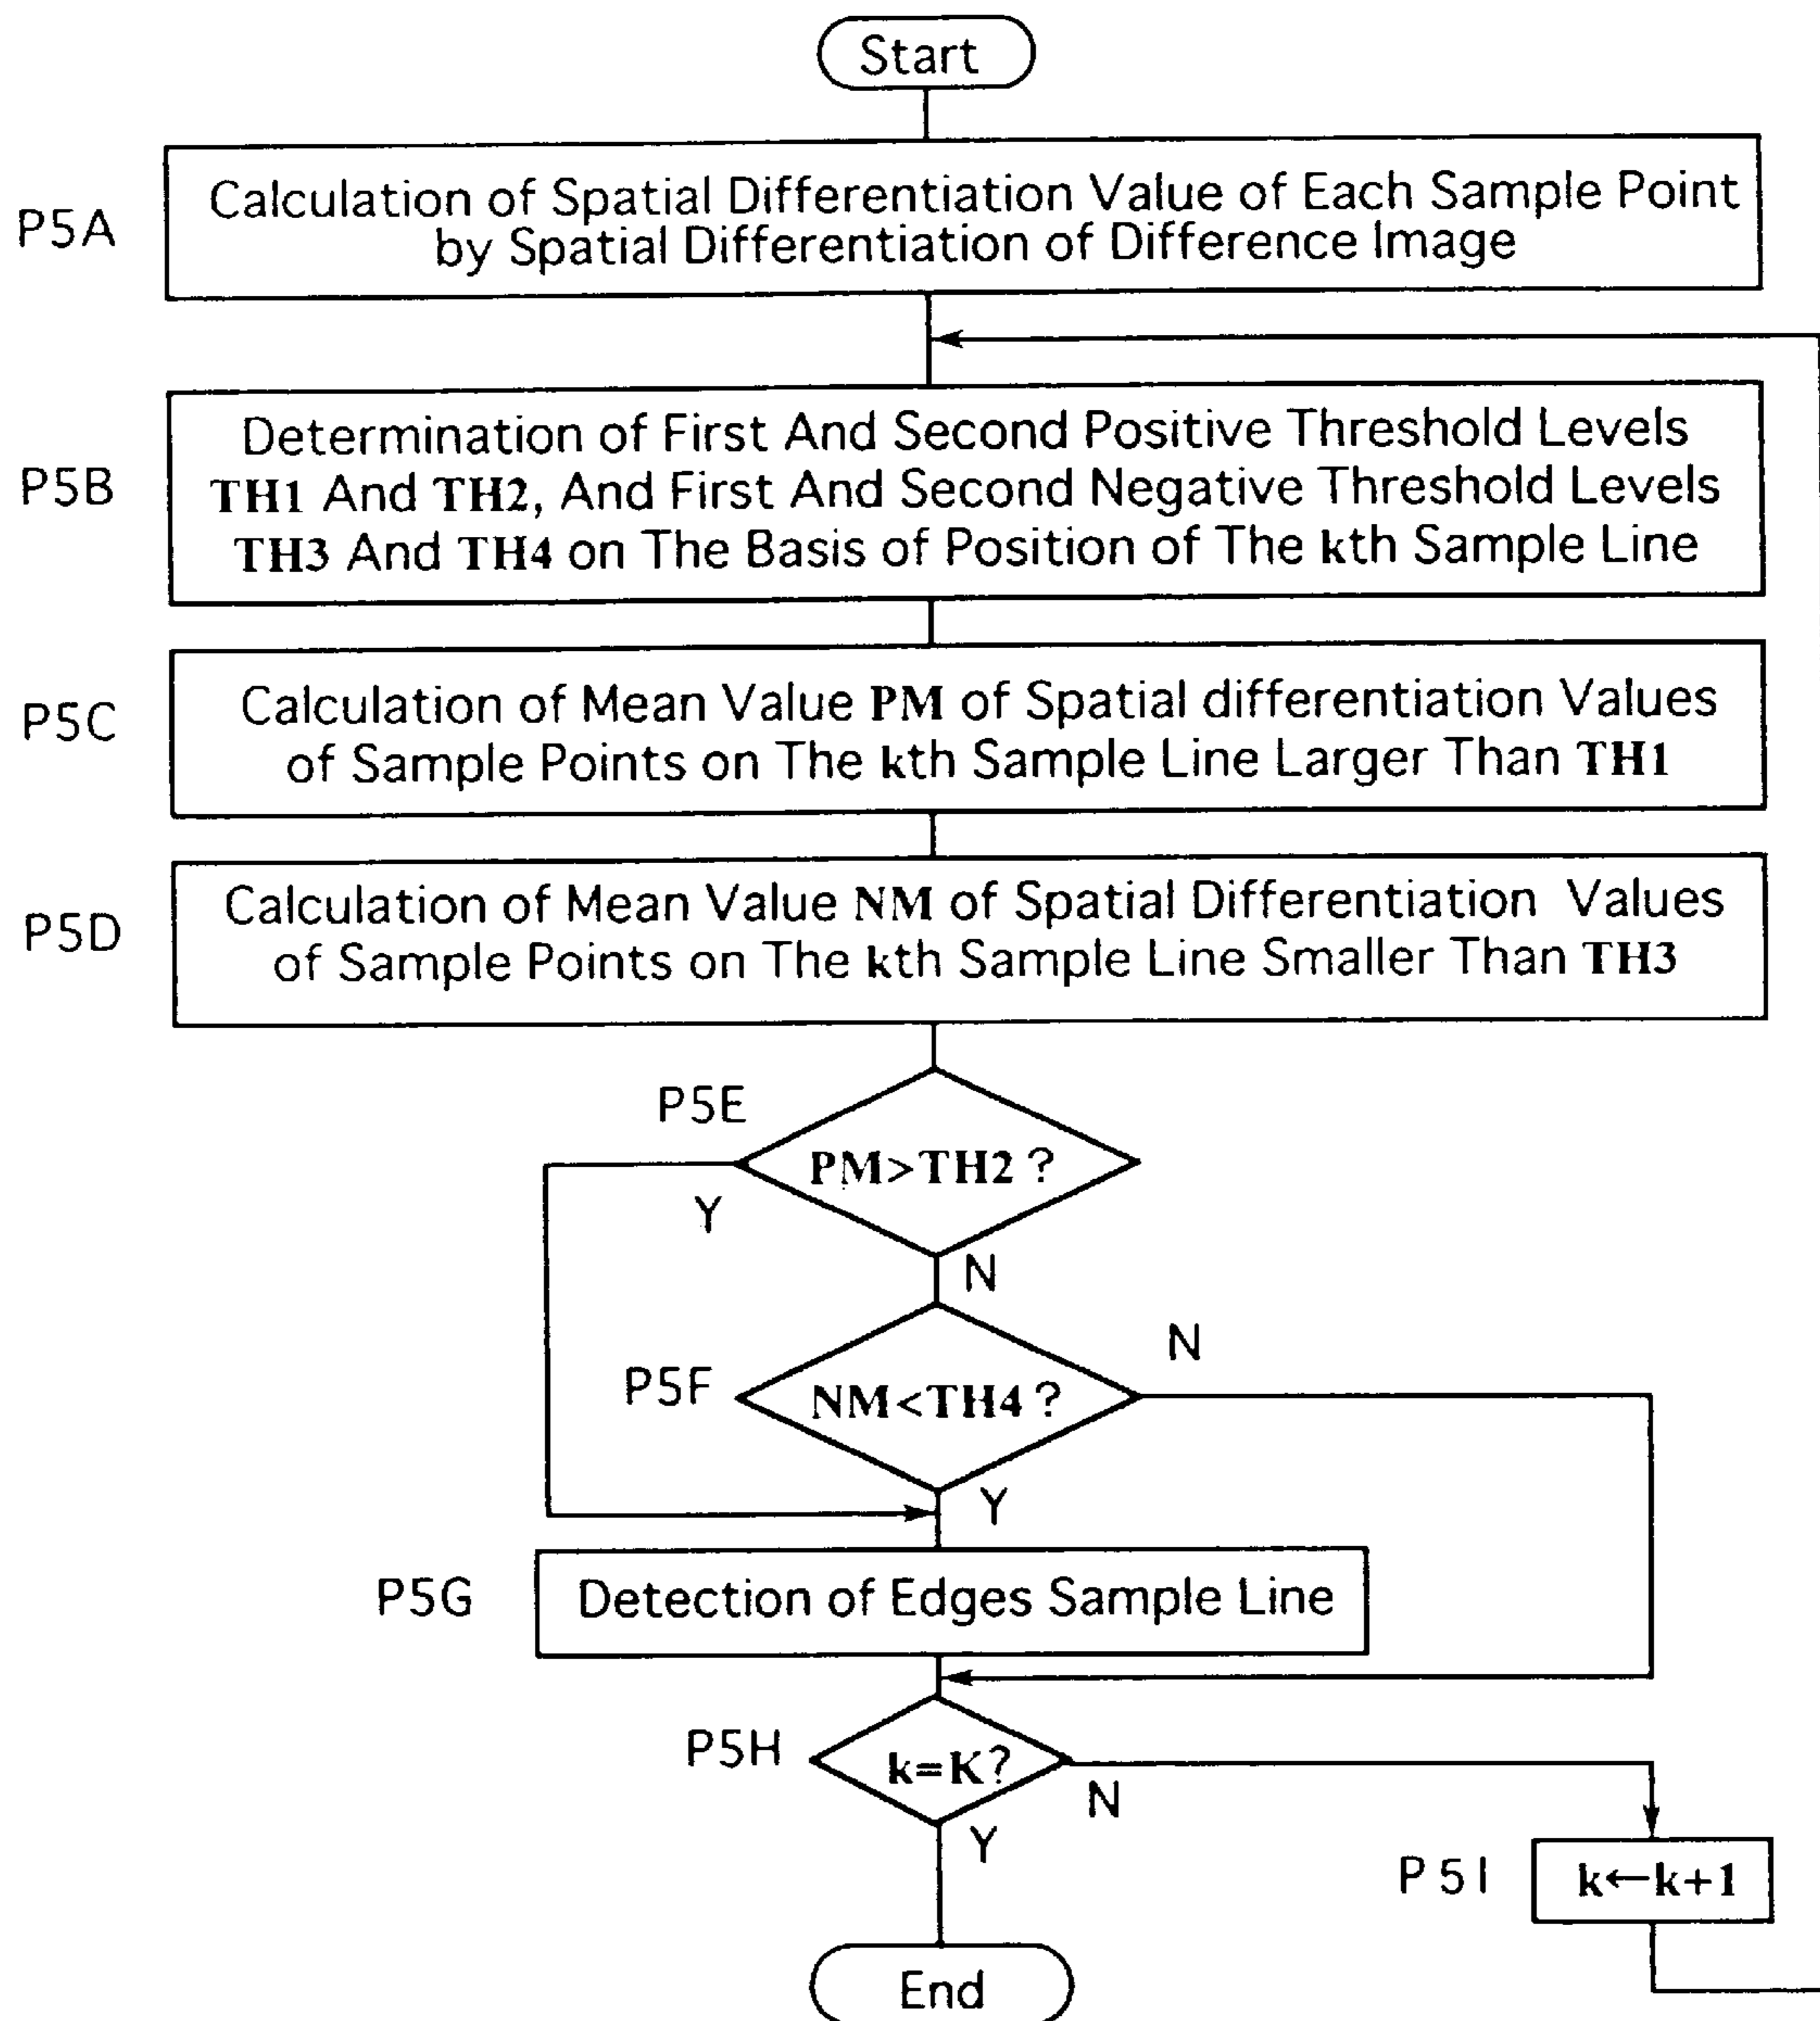 Start
P5A
Calculation of Spatial Differentiation Value of Each Sample Point
by Spatial Differentiation of Difference Image
P5B
Determination of First And Second Positive Threshold Levels
TH1 And TH2, And First And Second Negative Threshold Levels
TH3 And TH4 on The Basis of Position of The kth Sample Line
P5C
Calculation of Mean Value PM of Spatial differentiation Values
of Sample Points on The kth Sample Line Larger Than TH1
P5D
Calculation of Mean Value NM of Spatial Differentiation Values
of Sample Points on The kth Sample Line Smaller Than TH3
P5E
PM>TH2?
Y
N
P5F
NM<TH4?
N
Y
P5G
Detection of Edges Sample Line
P5H
k=K?
N
Y
P5I
k←k+1
End